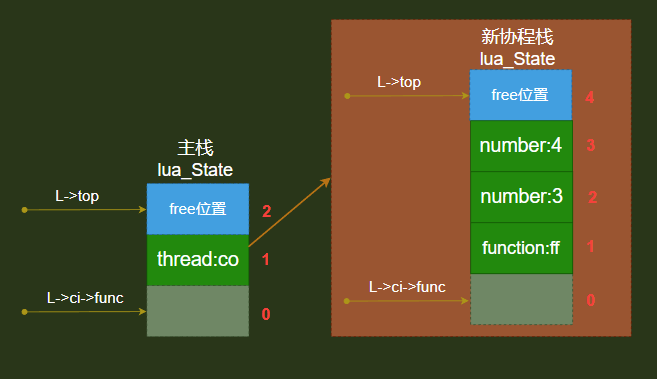 主栈
lua_State
L->top
free位置
2
thread:co
1
L->ci->func
0
新协程栈
lua_State
L->top
free位置
4
number:4
3
number:3
2
function:ff
1
L->ci->func
0